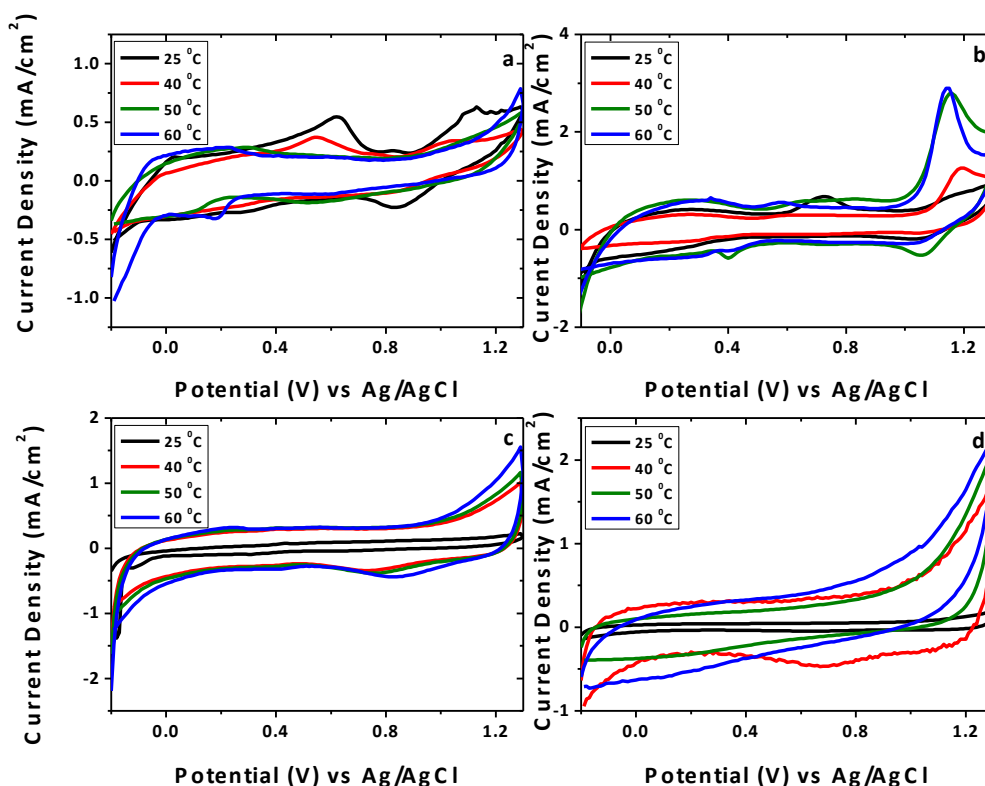 Current Density (mA/cm²)
1.0
0.5
0.0
-0.5
-1.0
25 ⁰C
40 ⁰C
50 ⁰C
60 ⁰C
a
0.0 0.4 0.8 1.2
Potential (V) vs Ag/AgCl
Curent Density (mA/cm²)
4
2
0
-2
25 ⁰C
40 ⁰C
50 ⁰C
60 ⁰C
b
0.0 0.4 0.8 1.2
Potential (V) vs Ag/AgCl
Current Density (mA/cm²)
2
1
0
-1
-2
25 ⁰C
40 ⁰C
50 ⁰C
60 ⁰C
c
0.0 0.4 0.8 1.2
Potential (V) vs Ag/AgCl
Current Density (mA/cm²)
2
1
0
-1
25 ⁰C
40 ⁰C
50 ⁰C
60 ⁰C
d
0.0 0.4 0.8 1.2
Potential (V) vs Ag/AgCl